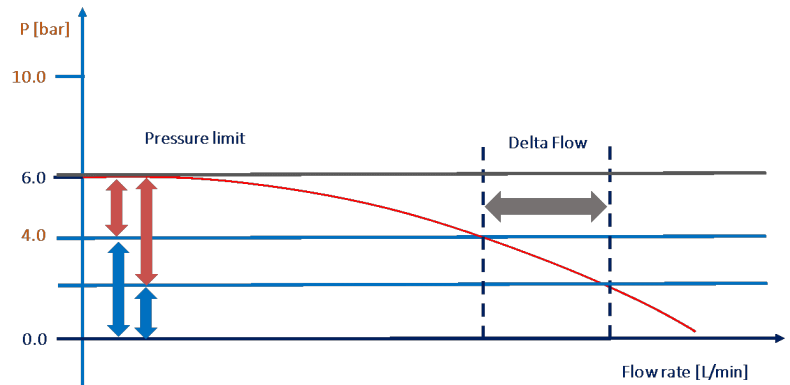 P [bar]
10.0
Pressure limit
Delta Flow
6.0
4.0
0.0
Flow rate [L/min]